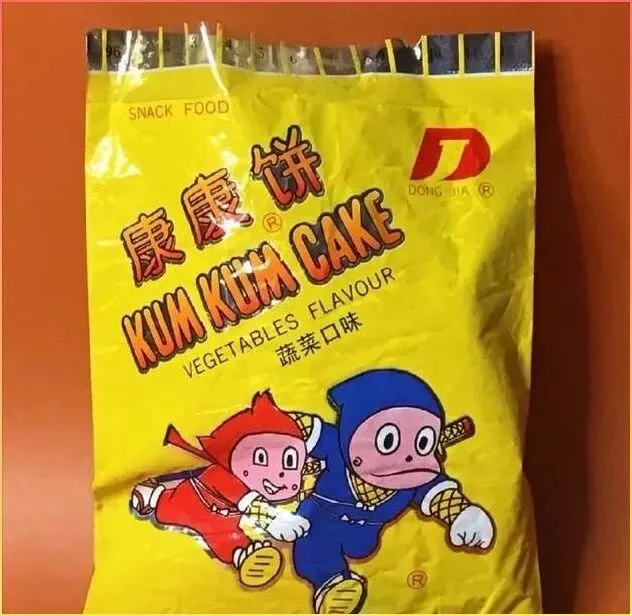 SNACK FOOD
DONG JIA ®
康康饼®
KUM KUM CAKE
VEGETABLES FLAVOUR
蔬菜口味
®